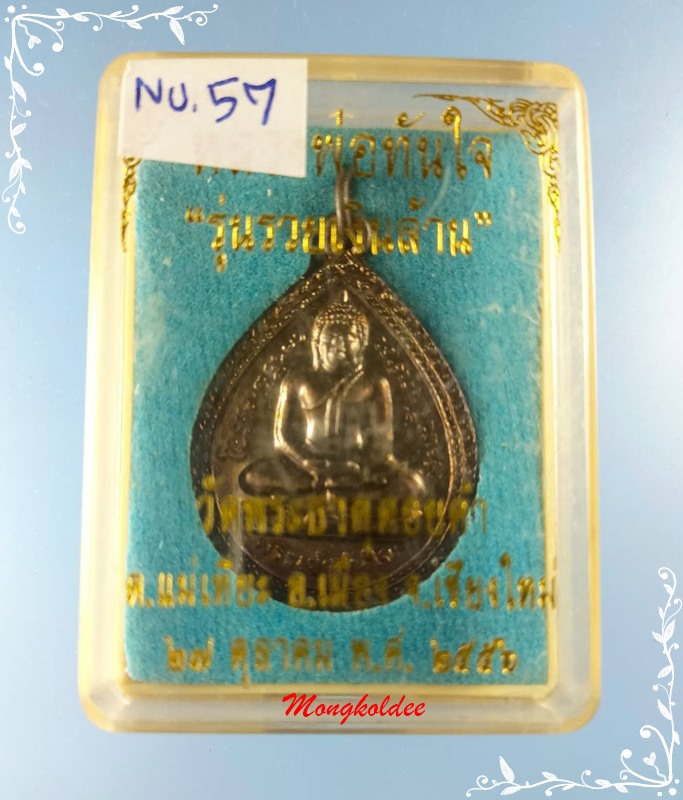 NO. 57
พ่อทันใจ
"รุ่นรวยเงินล้าน"
วัดพระธาตุดอยคำ
ต.แม่เหียะ อ.เมือง จ.เชียงใหม่
๒๗ ตุลาคม พ.ศ. ๒๕๕๖
Mongkoldee